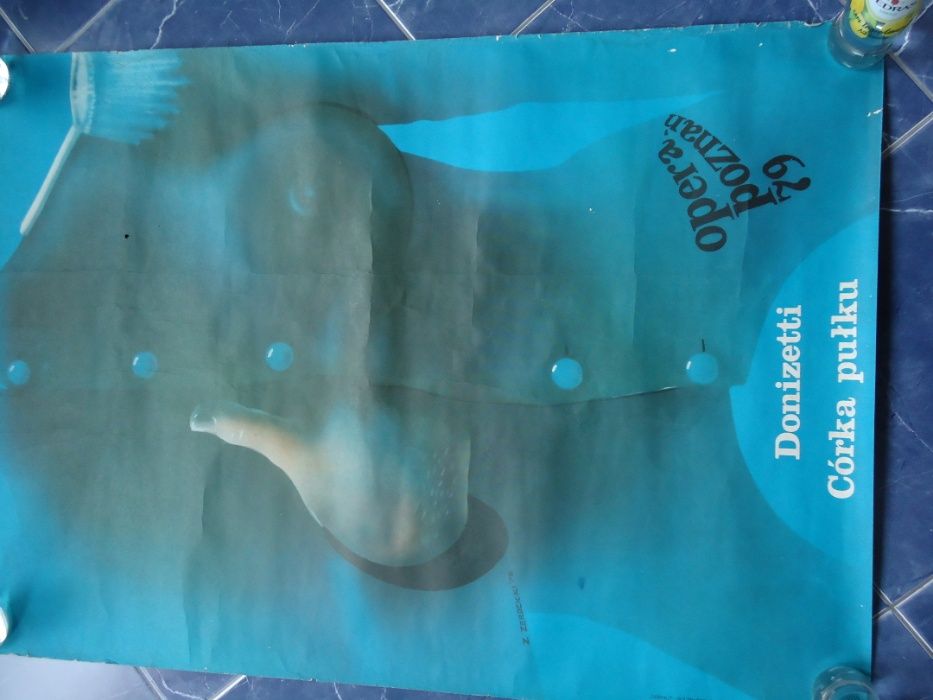 opera
poznań
79
Donizetti
Córka pułku